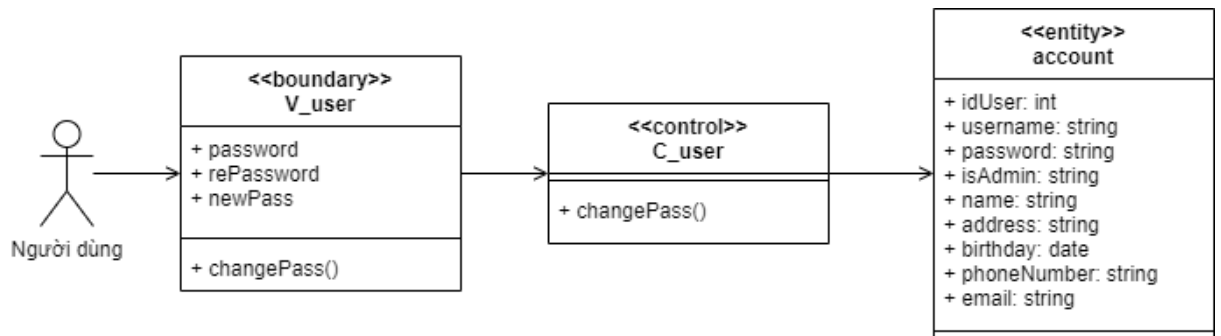 Người dùng
<<boundary>>
V_user
+ password
+ rePassword
+ newPass
+ changePass()
<<control>>
C_user
+ changePass()
<<entity>>
account
+ idUser: int
+ username: string
+ password: string
+ isAdmin: string
+ name: string
+ address: string
+ birthday: date
+ phoneNumber: string
+ email: string